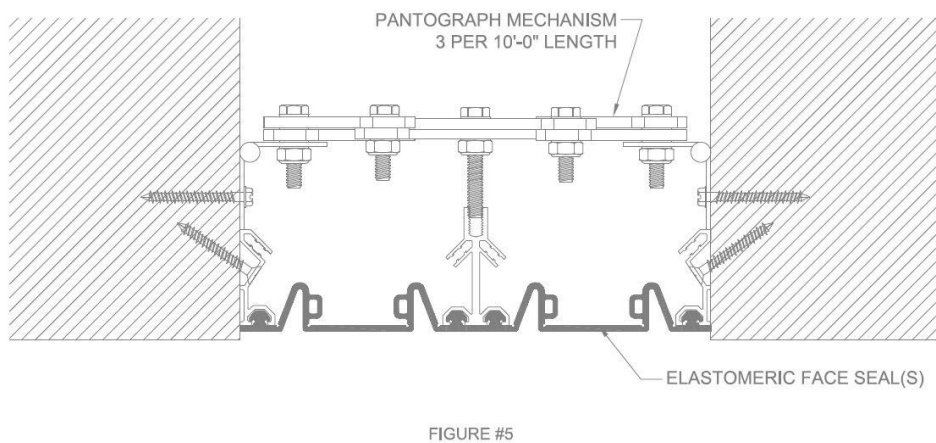 PANTOGRAPH MECHANISM
3 PER 10'-0" LENGTH
ELASTOMERIC FACE SEAL(S)
FIGURE #5